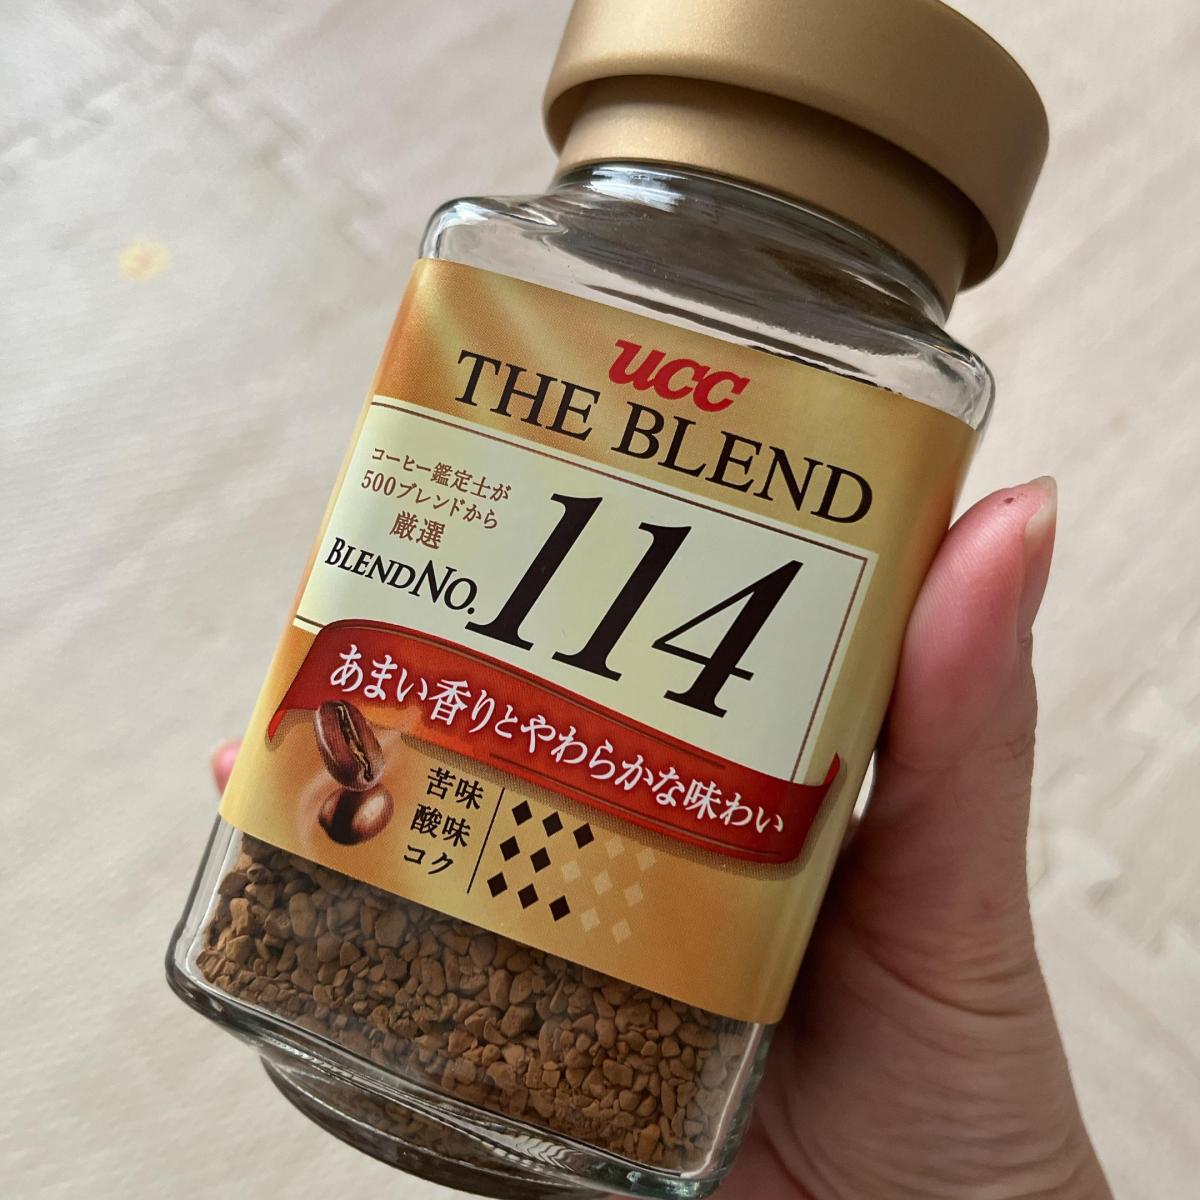 UCC
THE BLEND
コーヒー鑑定士が
500ブレンドから
厳選
BLEND NO. 114
あまい香りとやわらかな味わい
苦味
酸味
コク